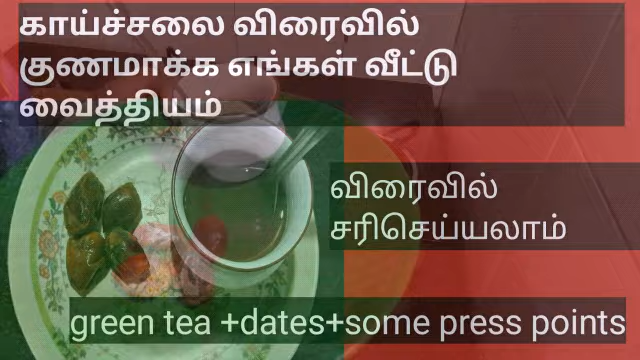 காய்ச்சலை விரைவில்
குணமாக்க எங்கள் வீட்டு
வைத்தியம்
விரைவில்
சரிசெய்யலாம்
green tea +dates+some press points